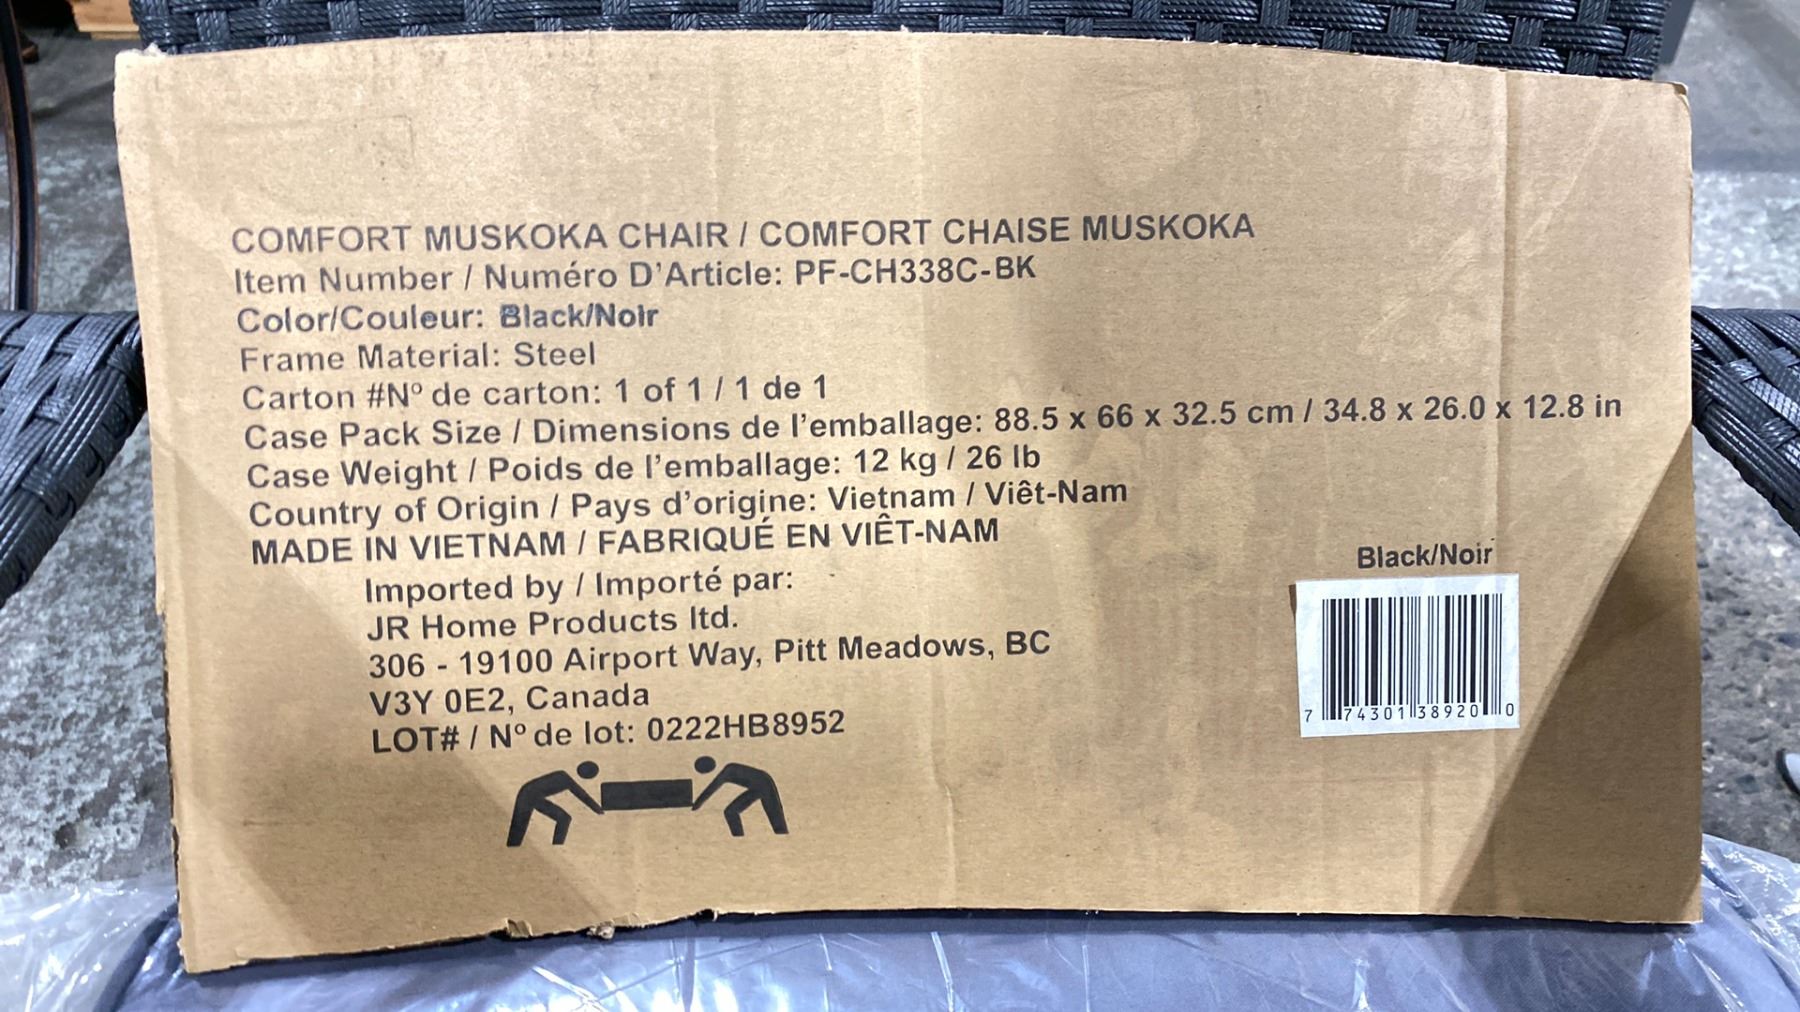 COMFORT MUSKOKA CHAIR / COMFORT CHAISE MUSKOKA
Item Number / Numéro D'Article: PF-CH338C-BK
Color/Couleur: Black/Noir
Frame Material: Steel
Carton #Nº de carton: 1 of 1 / 1 de 1
Case Pack Size / Dimensions de l'emballage: 88.5 x 66 x 32.5 cm / 34.8 x 26.0 x 12.8 in
Case Weight / Poids de l'emballage: 12 kg / 26 lb
Country of Origin / Pays d'origine: Vietnam / Viêt-Nam
MADE IN VIETNAM / FABRIQUÉ EN VIÊT-NAM
Imported by / Importé par:
JR Home Products ltd.
306 - 19100 Airport Way, Pitt Meadows, BC
V3Y 0E2, Canada
LOT# / Nº de lot: 0222HB8952
Black/Noir
7 74301 38920 0